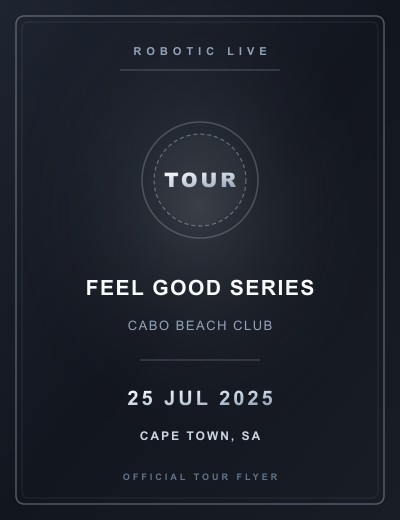 ROBOTIC LIVE
TOUR
FEEL GOOD SERIES
CABO BEACH CLUB
25 JUL 2025
CAPE TOWN, SA
OFFICIAL TOUR FLYER